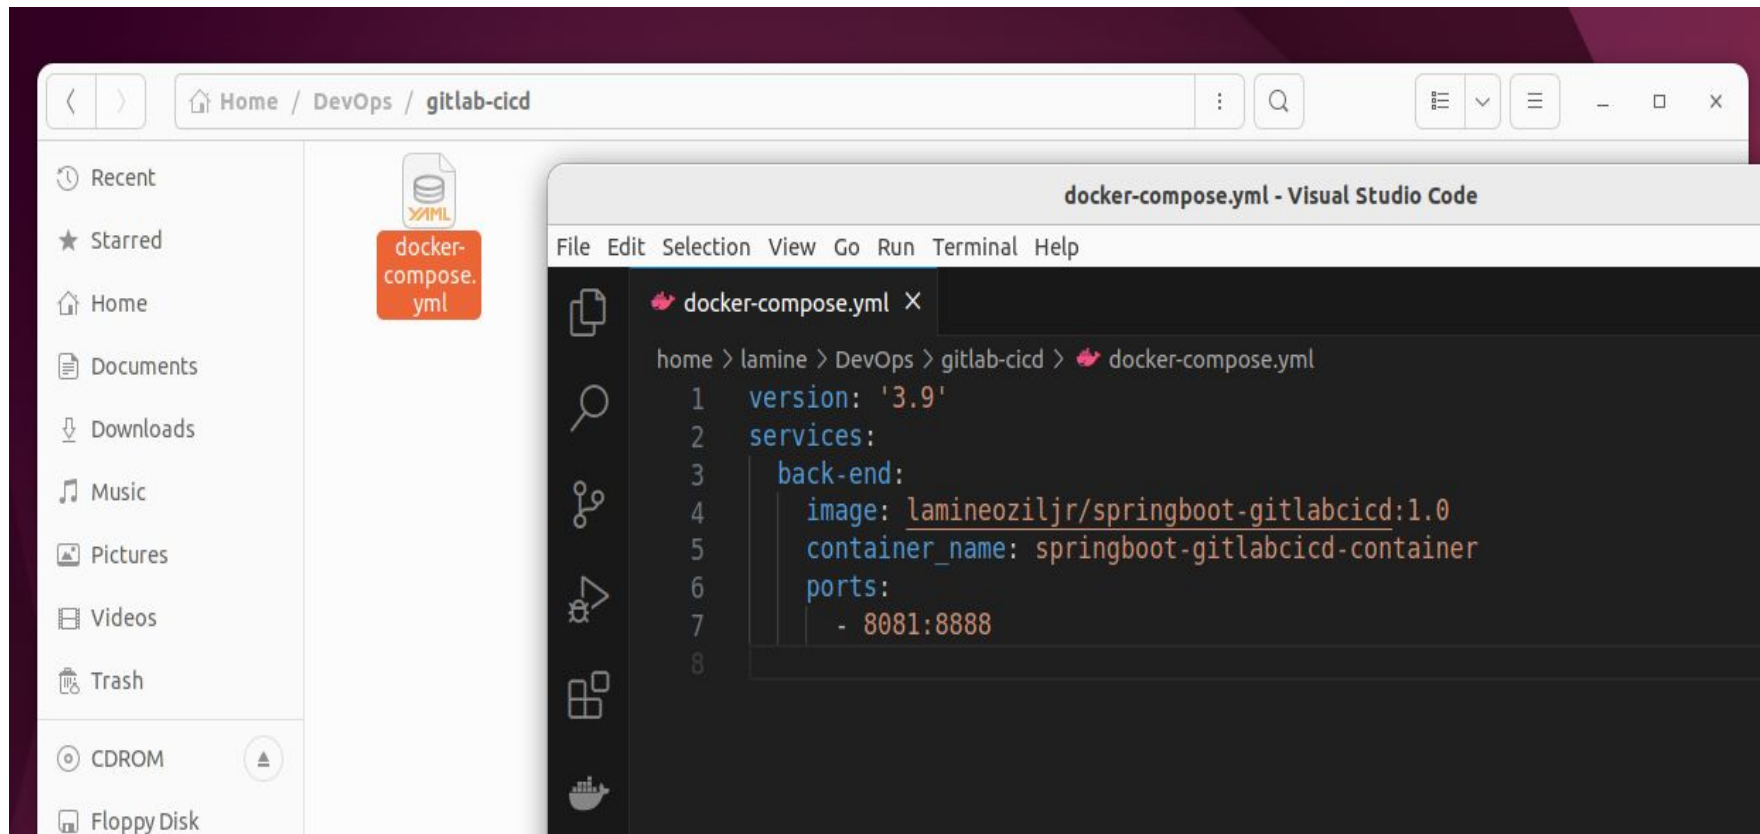 Home / DevOps / gitlab-cicd
Recent
Starred
Home
Documents
Downloads
Music
Pictures
Videos
Trash
CDROM
Floppy Disk
YAML
docker-
compose.
yml
docker-compose.yml - Visual Studio Code
File Edit Selection View Go Run Terminal Help
docker-compose.yml
home > lamine > DevOps > gitlab-cicd > docker-compose.yml
1 version: '3.9'
2 services:
3 back-end:
4 image: lamineoziljr/springboot-gitlabcicd:1.0
5 container_name: springboot-gitlabcicd-container
6 ports:
7 - 8081:8888
8